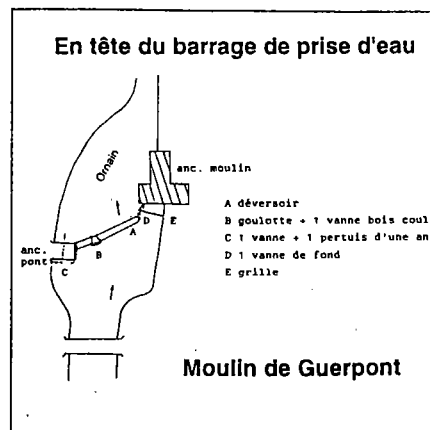 En tête du barrage de prise d'eau
Ornain
anc. moulin
A déversoir
B goulotte + 1 vanne bois coul
C 1 vanne + 1 pertuis d'une an
D 1 vanne de fond
E grille
D E
A
B
anc.
pont
C
Moulin de Guerpont